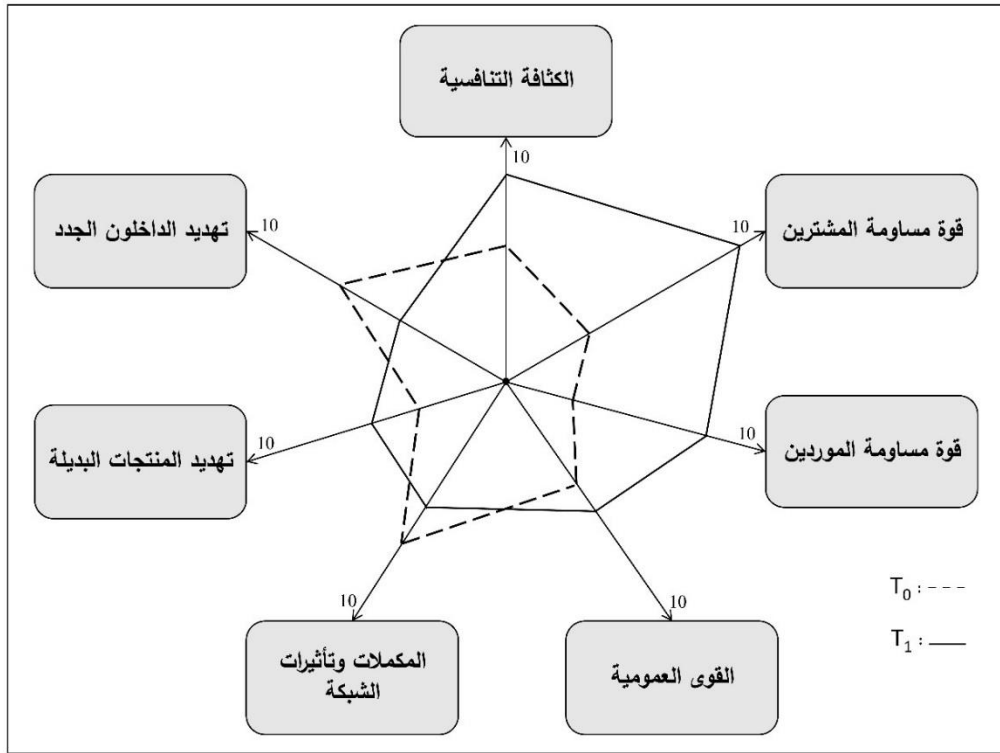 الكثافة التنافسية
10
تهديد الداخلون الجدد
10
10
قوة مساومة المشترين
تهديد المنتجات البديلة
10
10
قوة مساومة الموردين
10
10
المكملات وتأثيرات
الشبكة
القوى العمومية
T0 : - - -
T1 : ——